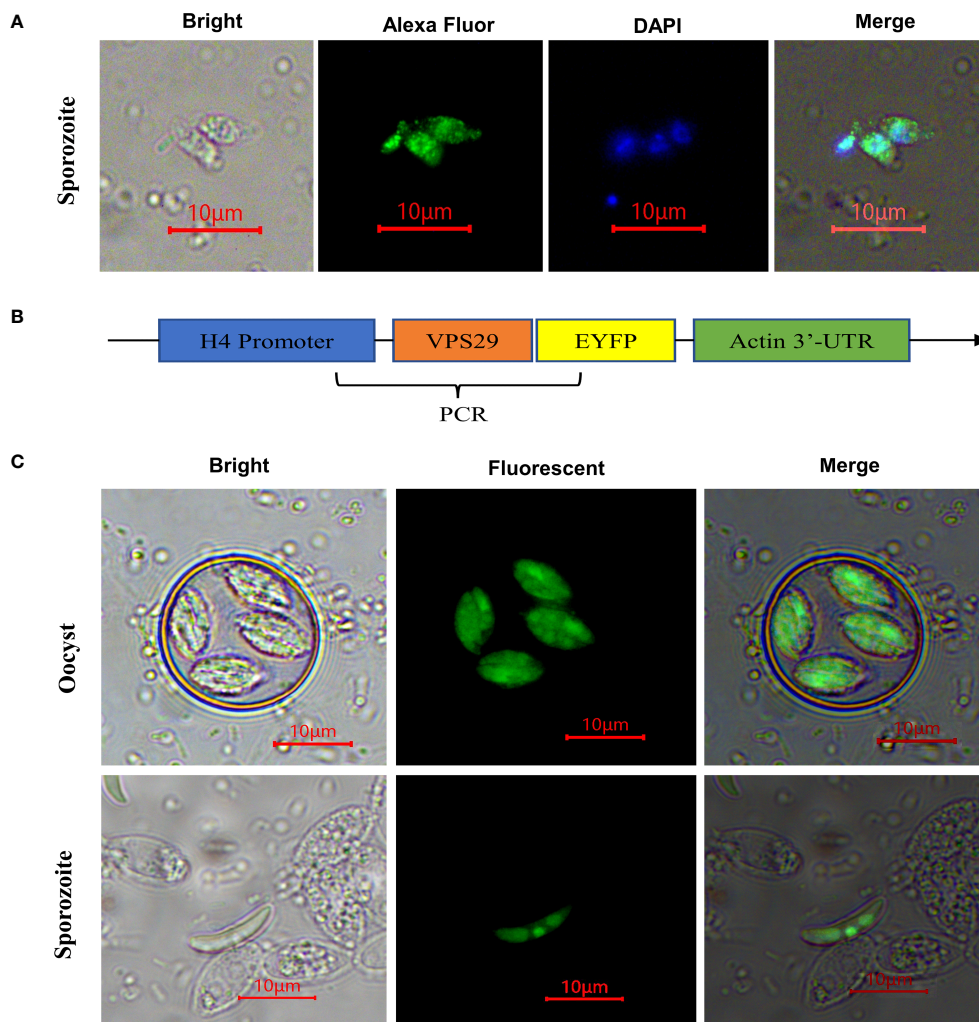 A
Bright
Alexa Fluor
DAPI
Merge
Sporozoite
10μm
10μm
10μm
10μm
B
H4 Promoter
VPS29
EYFP
Actin 3’-UTR
PCR
C
Bright
Fluorescent
Merge
Oocyst
10μm
10μm
10μm
Sporozoite
10μm
10μm
10μm